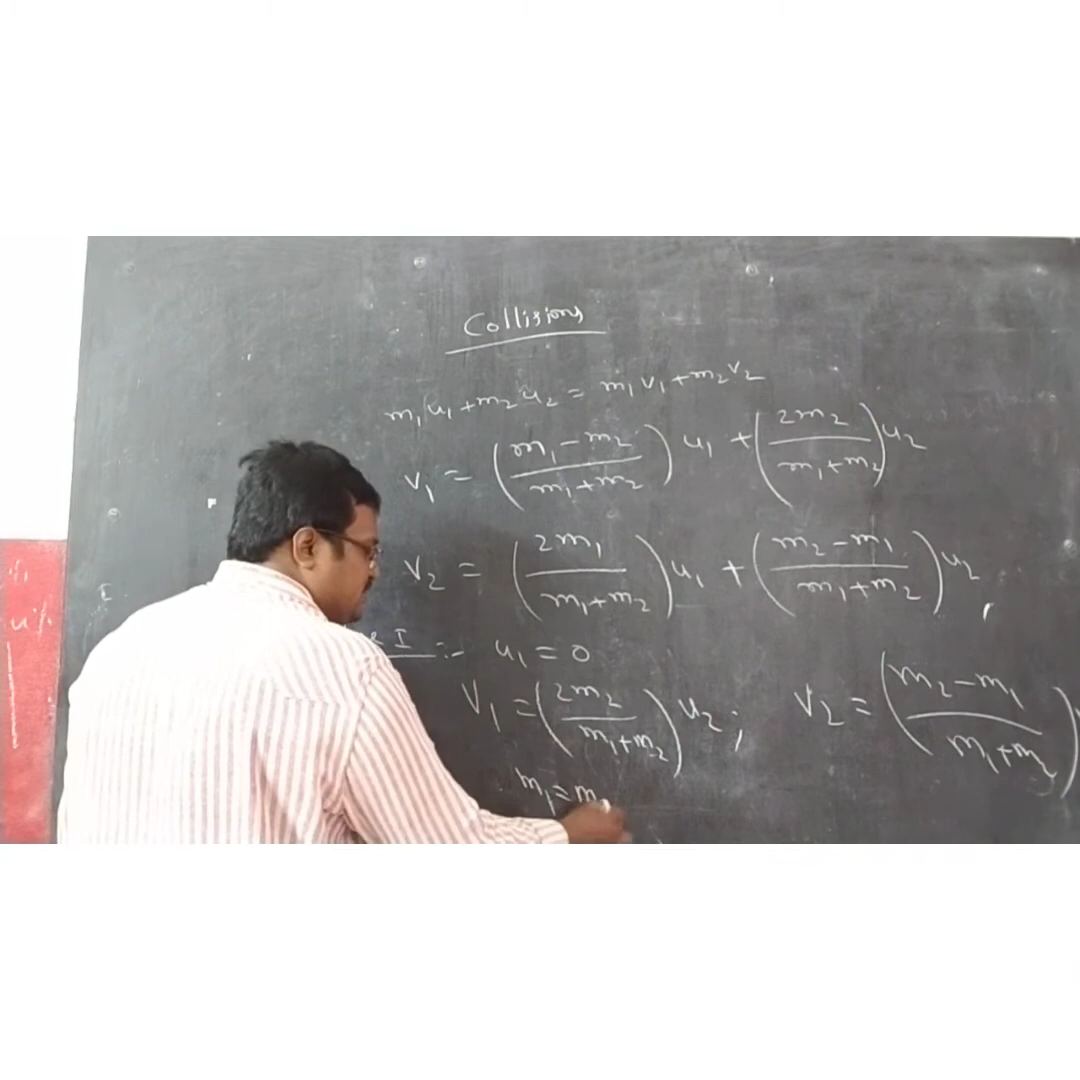 Collisions
m₁u₁ + m₂u₂ = m₁v₁ + m₂v₂
v₁ = ((m₁ - m₂)/(m₁ + m₂)) u₁ + (2m₂/(m₁ + m₂)) u₂
v₂ = (2m₁/(m₁ + m₂)) u₁ + ((m₂ - m₁)/(m₁ + m₂)) u₂,
I :- u₁ = 0
V₁ = (2m₂/(m₁ + m₂)) u₂ ; V₂ = ((m₂ - m₁)/(m₁ + m₂))
m₁ = m